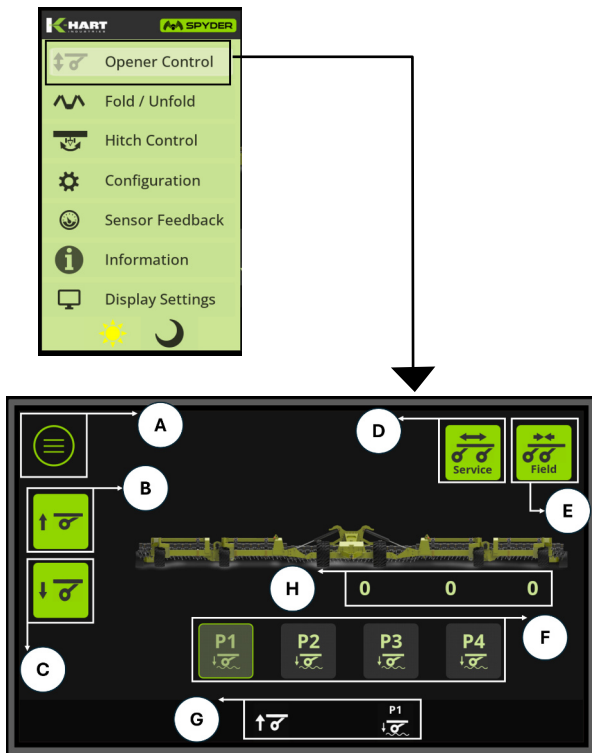 K-HART
INDUSTRIES
SPYDER
Opener Control
Fold / Unfold
Hitch Control
Configuration
Sensor Feedback
Information
Display Settings
A
D
Service
Field
B
E
H
0 0 0
F
P1 P2 P3 P4
C
G
P1